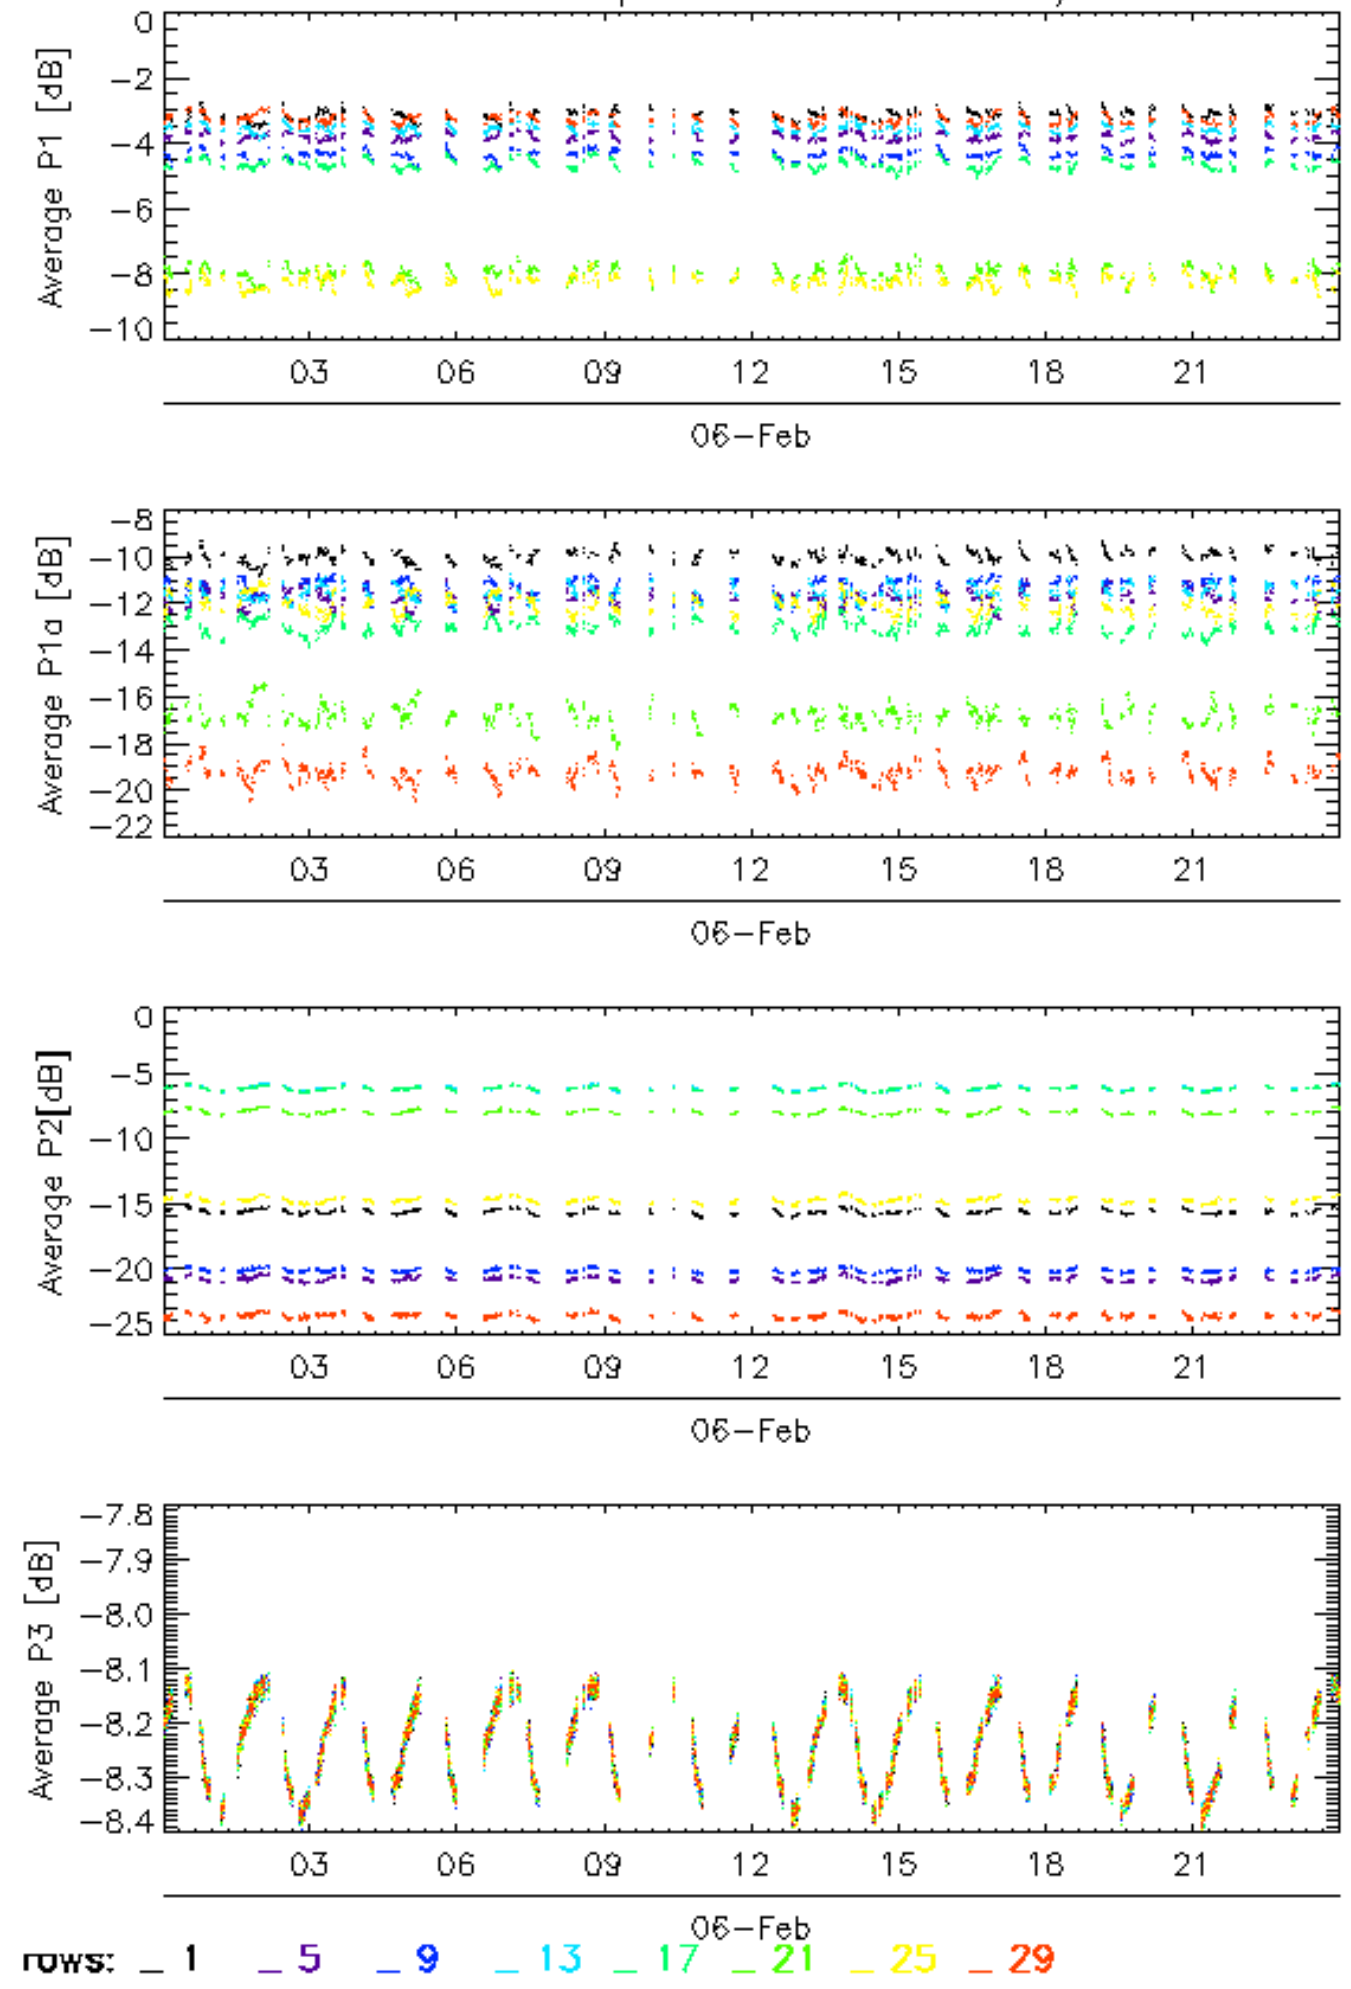 0
−2
−4
−6
−8
−10
Average P1 [dB]
03 06 09 12 15 18 21
06−Feb
−8
−10
−12
−14
−16
−18
−20
−22
Average P1a [dB]
03 06 09 12 15 18 21
06−Feb
0
−5
−10
−15
−20
−25
Average P2[dB]
03 06 09 12 15 18 21
06−Feb
−7.8
−7.9
−8.0
−8.1
−8.2
−8.3
−8.4
Average P3 [dB]
03 06 09 12 15 18 21
06−Feb
rows: _ 1 _ 5 _ 9 _ 13 _ 17 _ 21 _ 25 _ 29